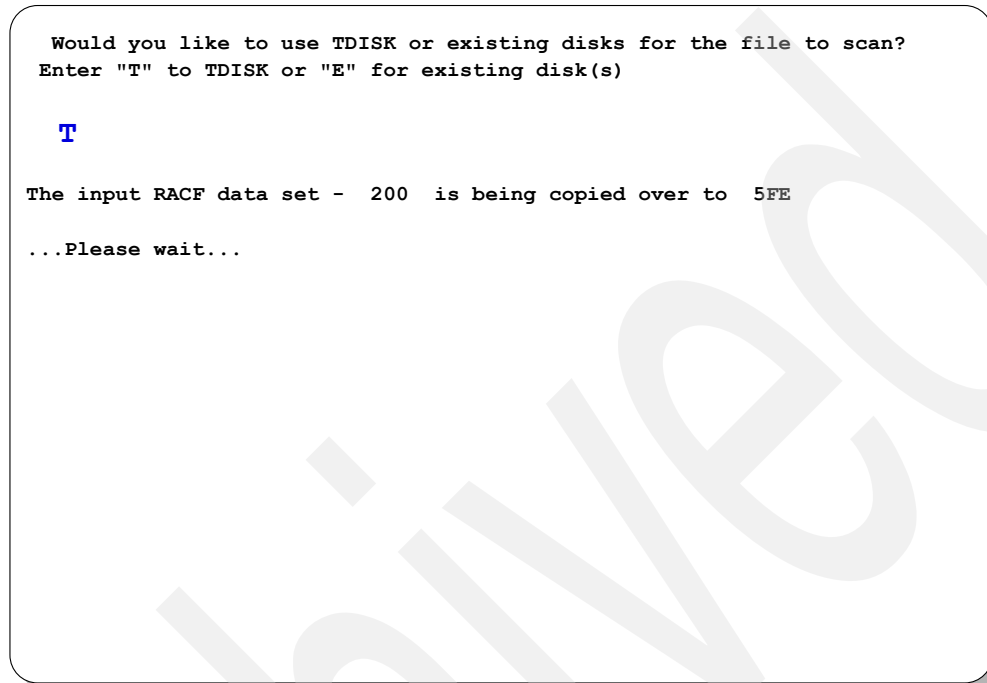 Would you like to use TDISK or existing disks for the file to scan?
Enter "T" to TDISK or "E" for existing disk(s)
T
The input RACF data set - 200 is being copied over to 5FE
...Please wait...
hived